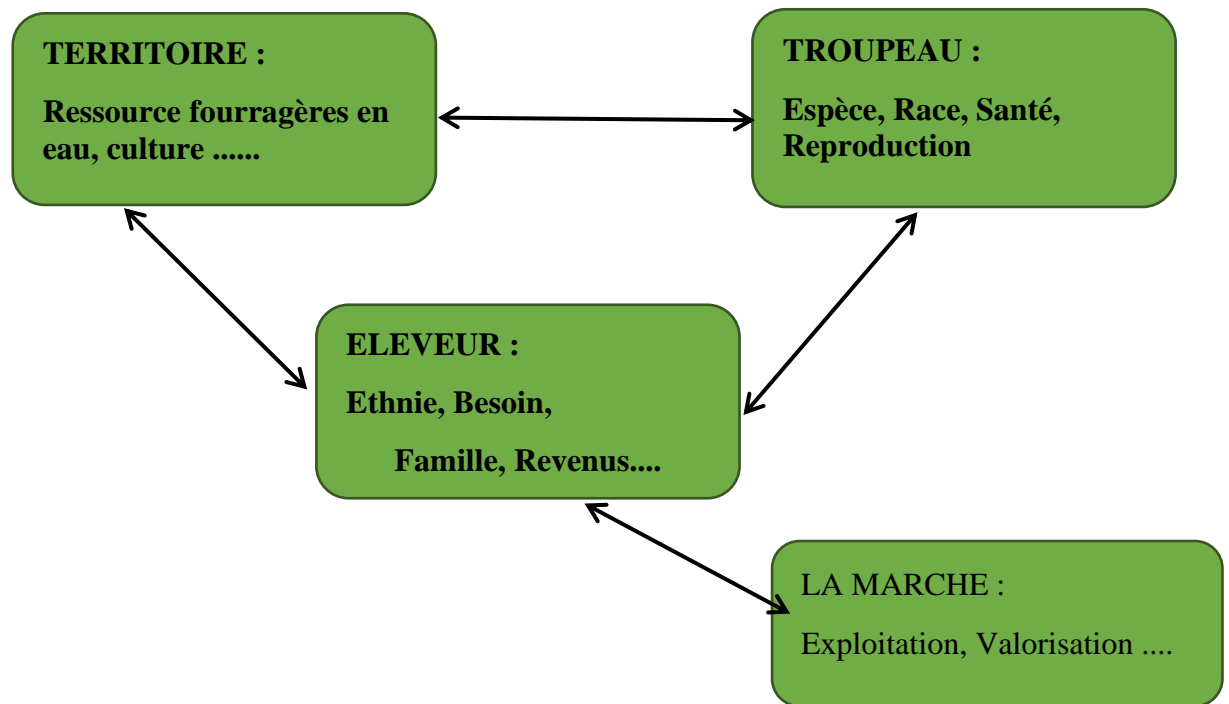 TERRITOIRE :
Ressource fourragères en
eau, culture ......
TROUPEAU :
Espèce, Race, Santé,
Reproduction
ELEVEUR :
Ethnie, Besoin,
Famille, Revenus....
LA MARCHE :
Exploitation, Valorisation ....